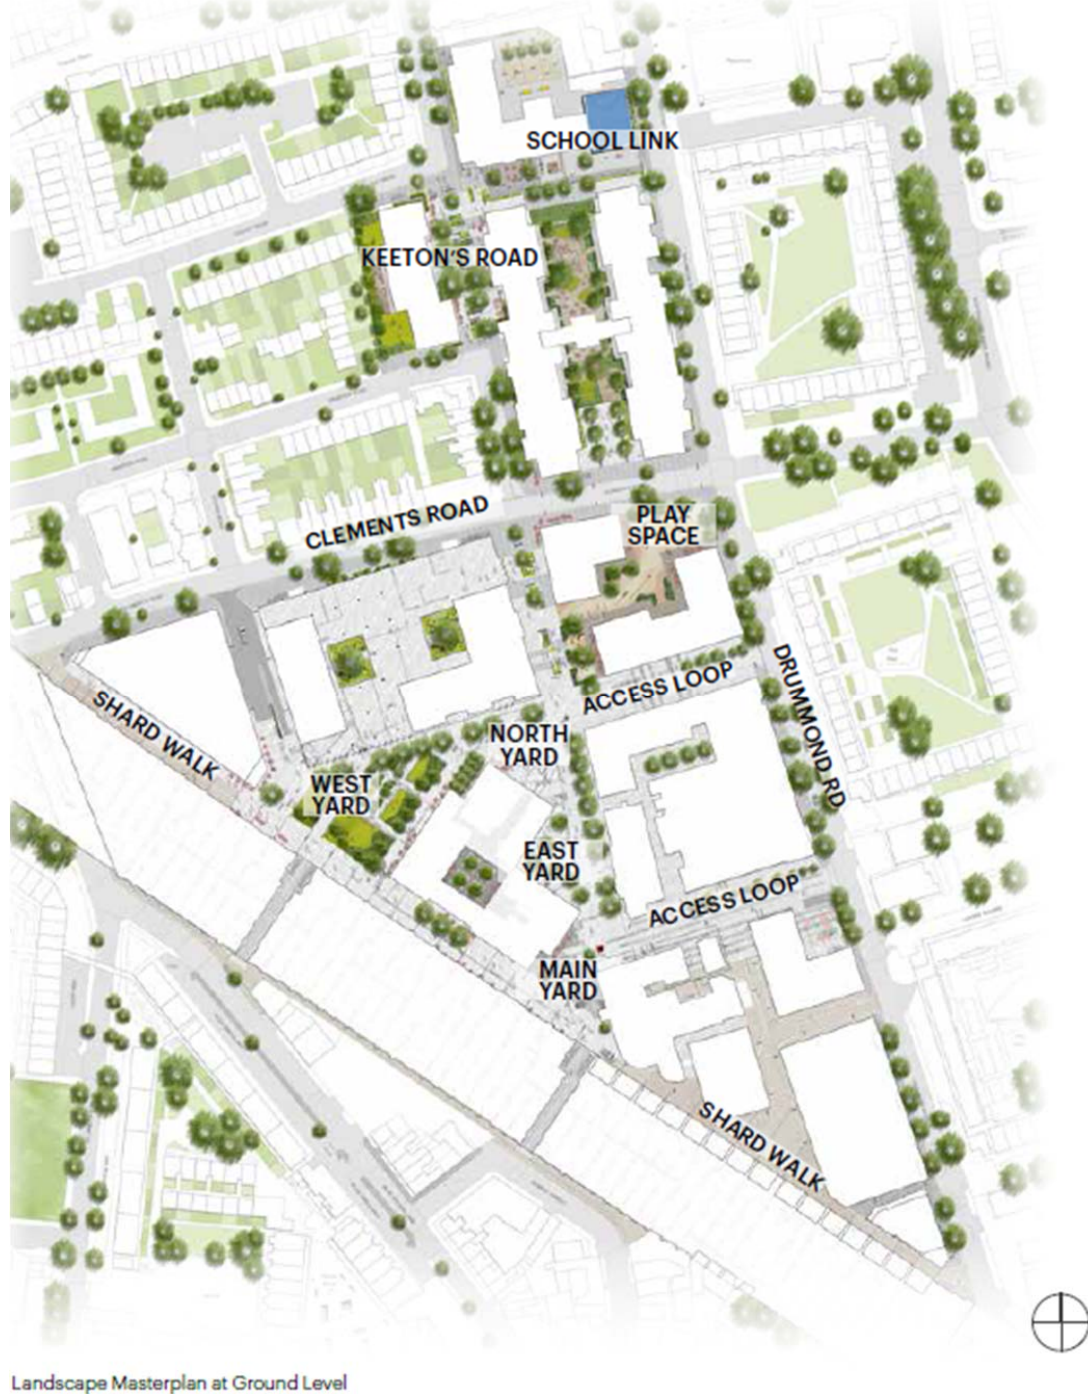 SCHOOL LINK
KEETON'S ROAD
CLEMENTS ROAD
PLAY
SPACE
ACCESS LOOP
DRUMMOND RD
SHARD WALK
NORTH
YARD
WEST
YARD
EAST
YARD
ACCESS LOOP
MAIN
YARD
SHARD WALK
Landscape Masterplan at Ground Level